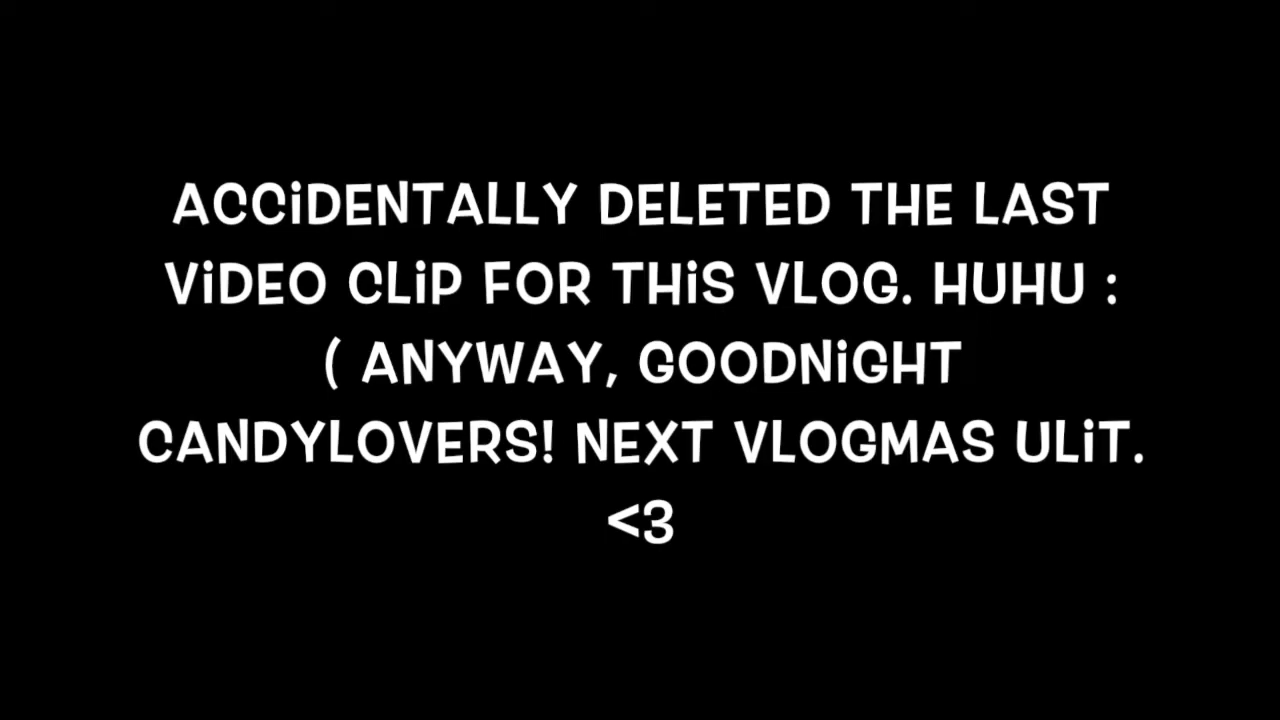 ACCiDENTALLY DELETED THE LAST
ViDEO CLiP FOR THiS VLOG. HUHU :
( ANYWAY, GOODNiGHT
CANDYLOVERS! NEXT VLOGMAS ULiT.
<3